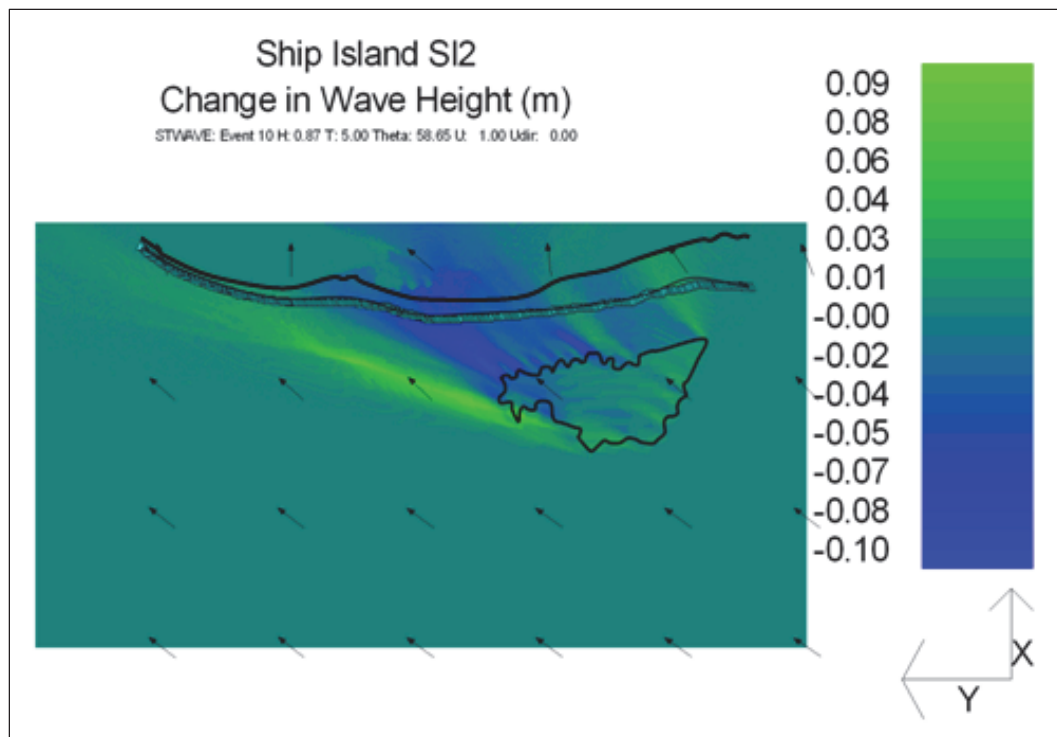 Ship Island SI2
Change in Wave Height (m)
STWAVE: Event 10 H: 0.87 T: 5.00 Theta: 58.65 U: 1.00 Udir: 0.00
0.09
0.08
0.06
0.04
0.03
0.01
-0.00
-0.02
-0.04
-0.05
-0.07
-0.08
-0.10
X
Y